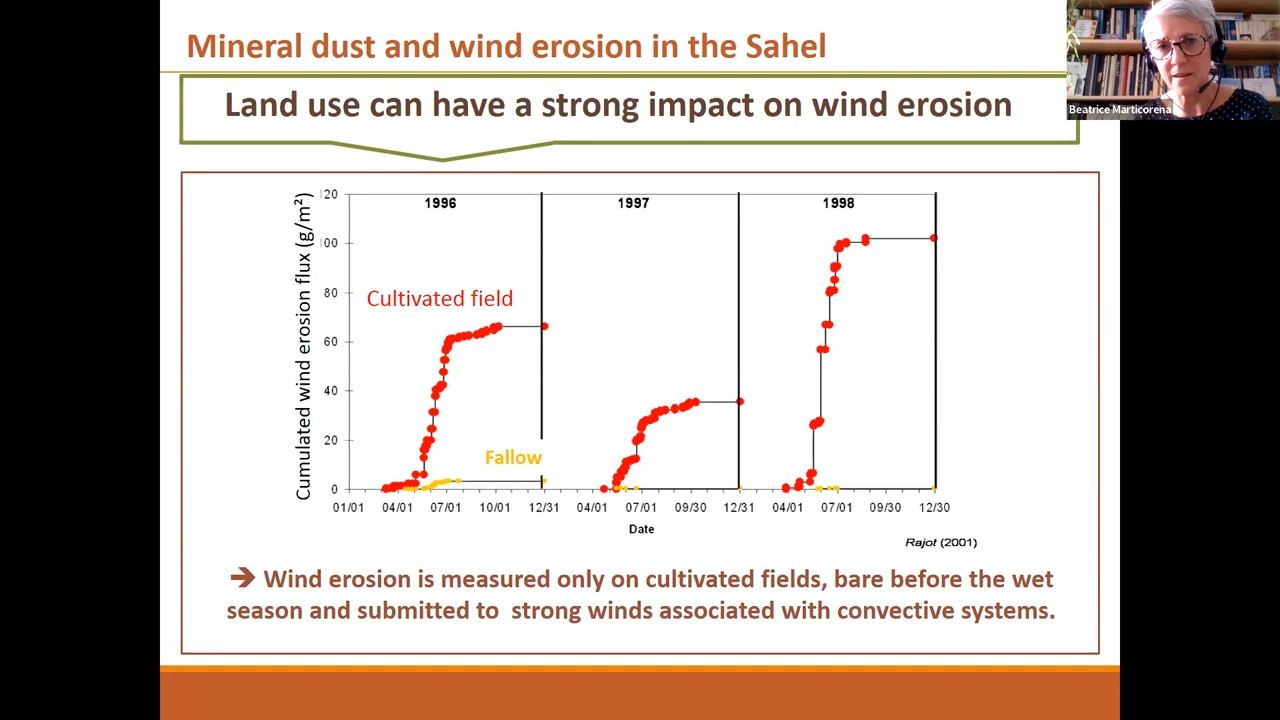 Mineral dust and wind erosion in the Sahel
Beatrice Marticorena
Land use can have a strong impact on wind erosion
Cumulated wind erosion flux (g/m²)
20
00
80
60
40
20
0
1996
1997
1998
Cultivated field
Fallow
01/01 04/01 07/01 10/01 12/31 04/01 07/01 09/30 12/31 04/01 07/01 09/30 12/30
Date
Rajot (2001)
➔ Wind erosion is measured only on cultivated fields, bare before the wet
season and submitted to strong winds associated with convective systems.